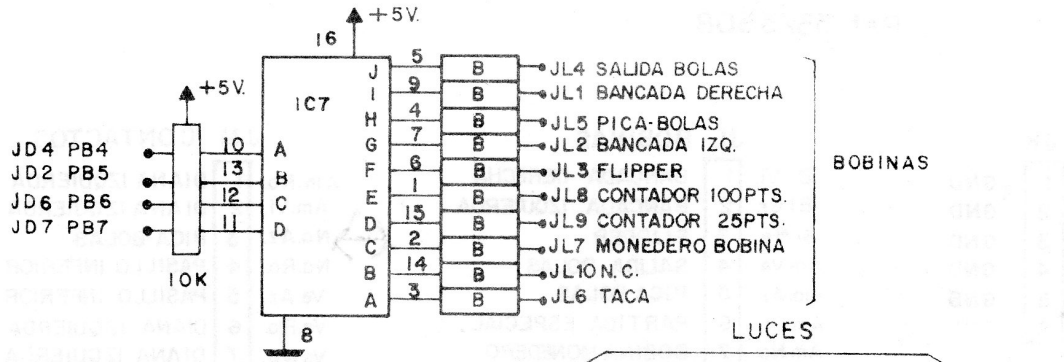 +5V.
16
+5V.
IC7
J 5 B JL4 SALIDA BOLAS
I 9 B JL1 BANCADA DERECHA
H 4 B JL5 PICA-BOLAS
G 7 B JL2 BANCADA IZQ.
F 6 B JL3 FLIPPER
E 1 B JL8 CONTADOR 100PTS.
D 15 B JL9 CONTADOR 25PTS.
C 2 B JL7 MONEDERO BOBINA
B 14 B JL10 N.C.
A 3 B JL6 TACA
JD4 PB4 10 A
JD2 PB5 13 B
JD6 PB6 12 C
JD7 PB7 11 D
10K
8
BOBINAS
LUCES